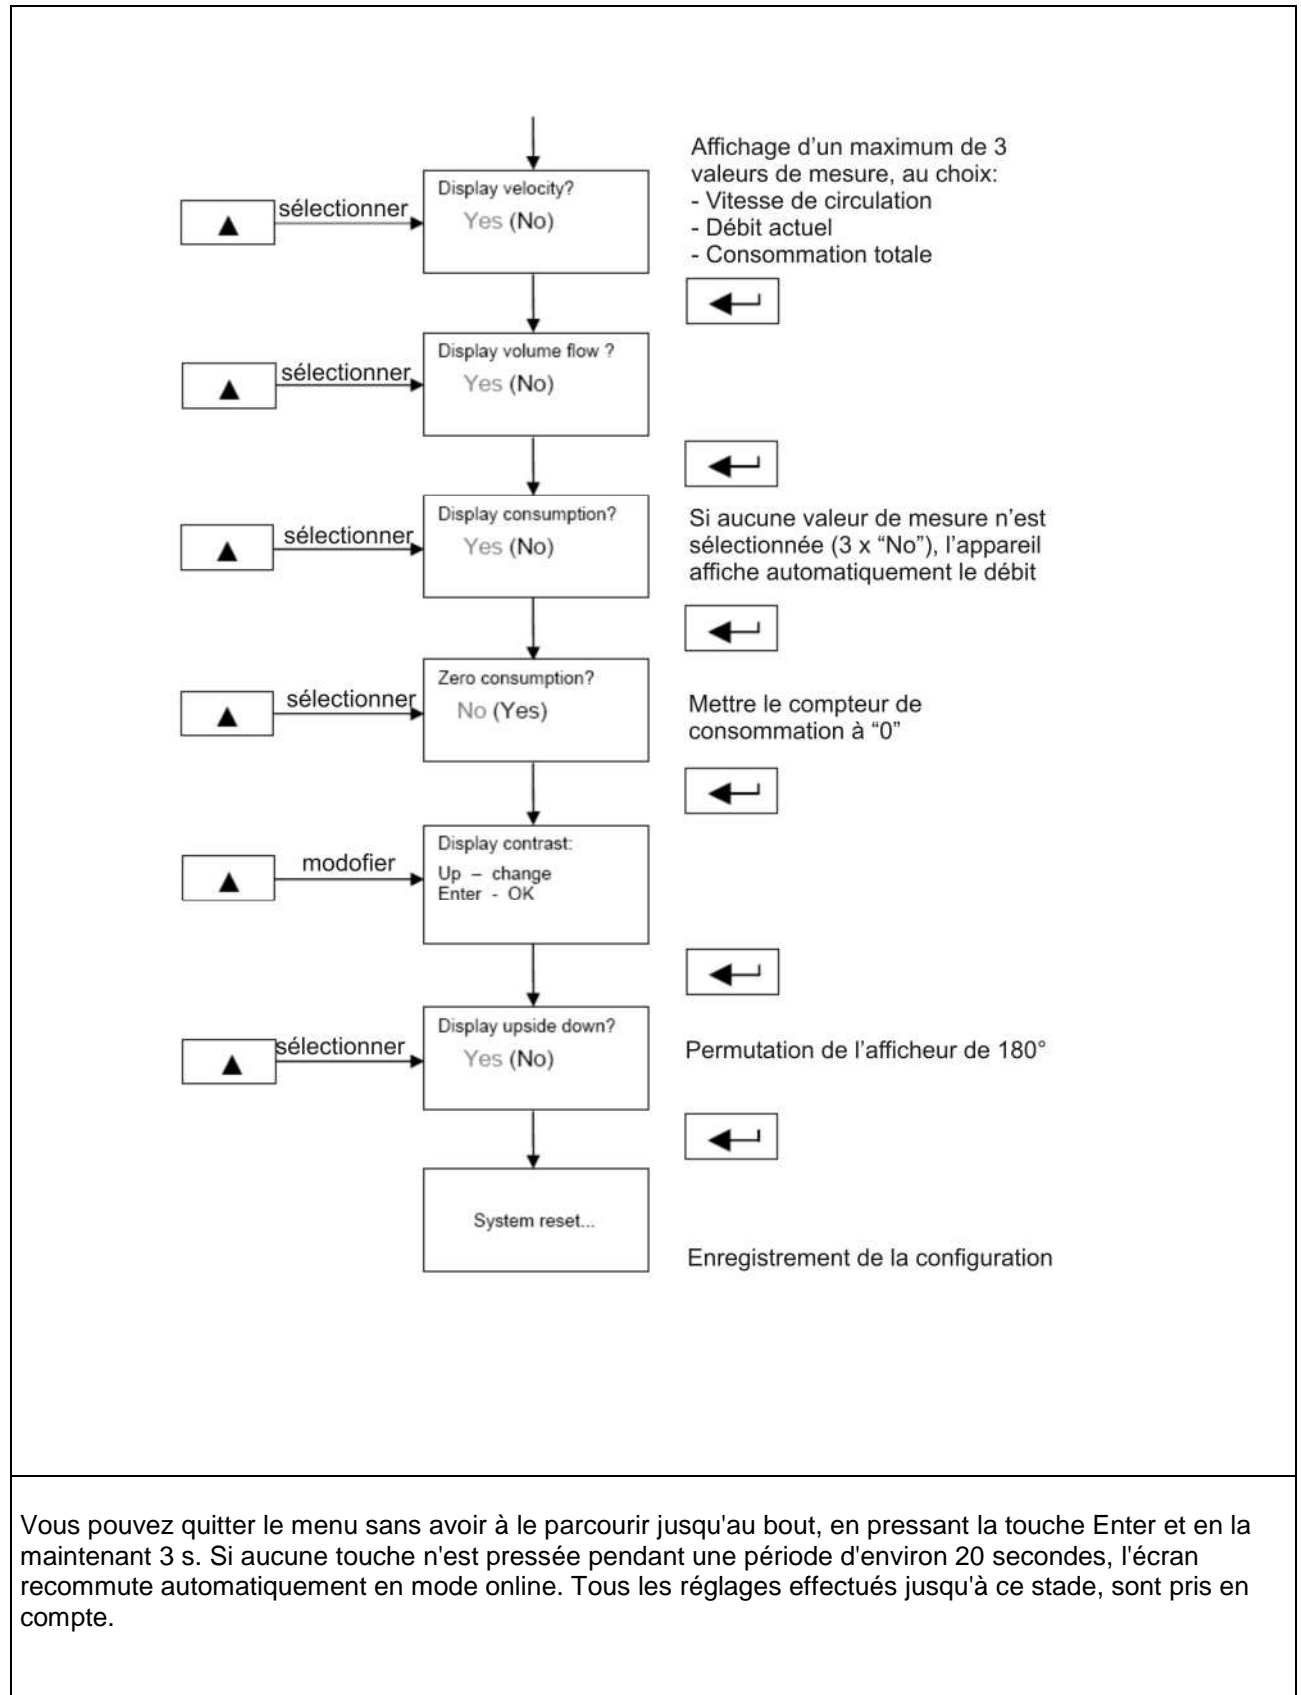 Affichage d’un maximum de 3
valeurs de mesure, au choix:
- Vitesse de circulation
- Débit actuel
- Consommation totale
sélectionner
Display velocity?
Yes (No)
sélectionner
Display volume flow ?
Yes (No)
sélectionner
Display consumption?
Yes (No)
Si aucune valeur de mesure n’est
sélectionnée (3 x “No”), l’appareil
affiche automatiquement le débit
sélectionner
Zero consumption?
No (Yes)
Mettre le compteur de
consommation à “0”
modofier
Display contrast:
Up – change
Enter - OK
sélectionner
Display upside down?
Yes (No)
Permutation de l’afficheur de 180°
System reset...
Enregistrement de la configuration
Vous pouvez quitter le menu sans avoir à le parcourir jusqu'au bout, en pressant la touche Enter et en la
maintenant 3 s. Si aucune touche n'est pressée pendant une période d'environ 20 secondes, l'écran
recommute automatiquement en mode online. Tous les réglages effectués jusqu'à ce stade, sont pris en
compte.